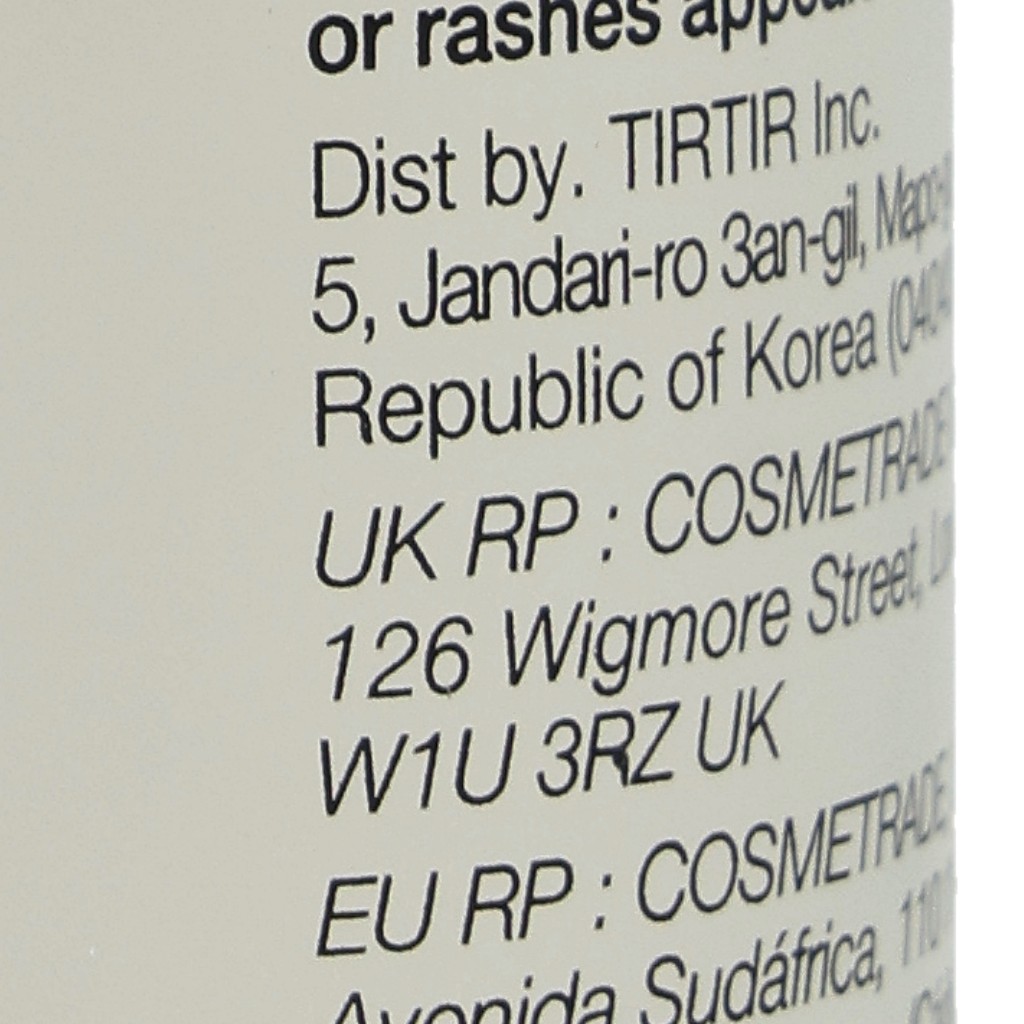 or rashes
Dist by. TIRTIR Inc.
5, Jandari-ro 3an-gil,
Republic of Korea
UK RP : COSMETRADE
126 Wigmore Street,
W1U 3RZ UK
EU RP : COSMETRADE
Avenida Sudáfrica,